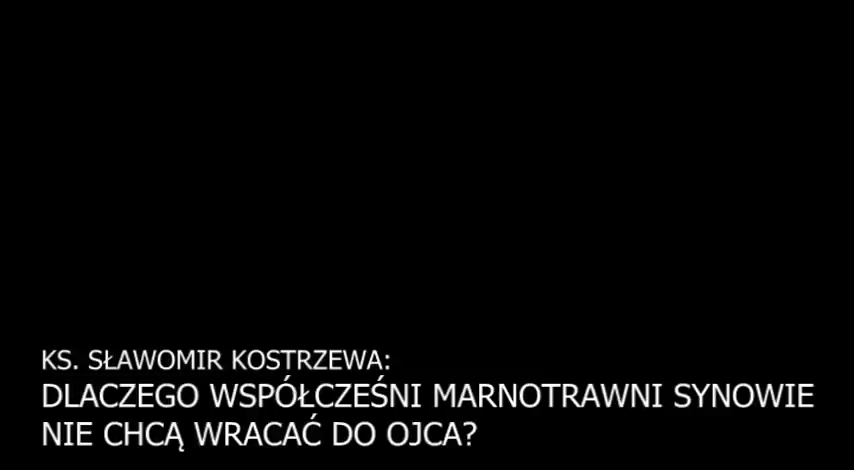 KS. SŁAWOMIR KOSTRZEWA:
DLACZEGO WSPÓŁCZEŚNI MARNOTRAWNI SYNOWIE
NIE CHCĄ WRACAĆ DO OJCA?